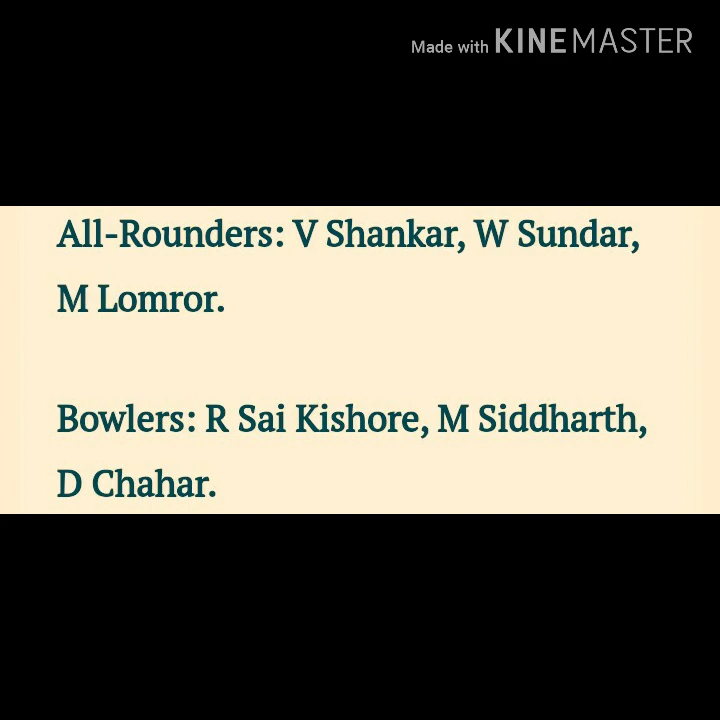 Made with KINEMASTER
All-Rounders: V Shankar, W Sundar,
M Lomror.
Bowlers: R Sai Kishore, M Siddharth,
D Chahar.